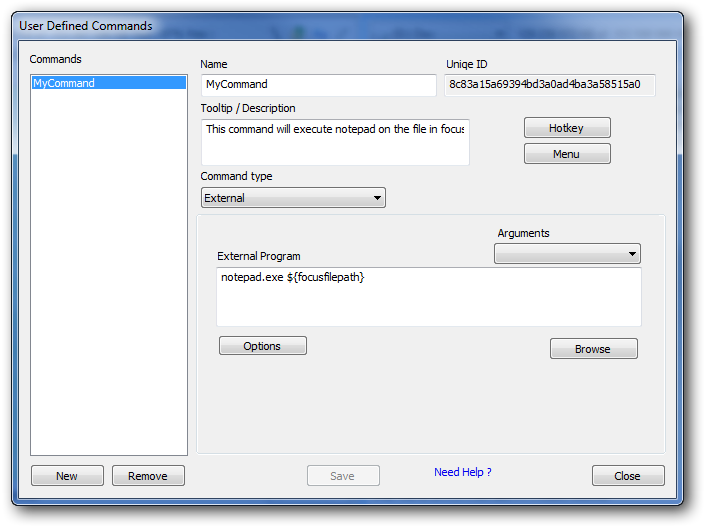 User Defined Commands
Commands
MyCommand
Name
MyCommand
Uniqe ID
8c83a15a69394bd3a0ad4ba3a58515a0
Tooltip / Description
This command will execute notepad on the file in focus
Hotkey
Menu
Command type
External
Arguments
External Program
notepad.exe ${focusfilepath}
Options
Browse
New
Remove
Save
Need Help ?
Close